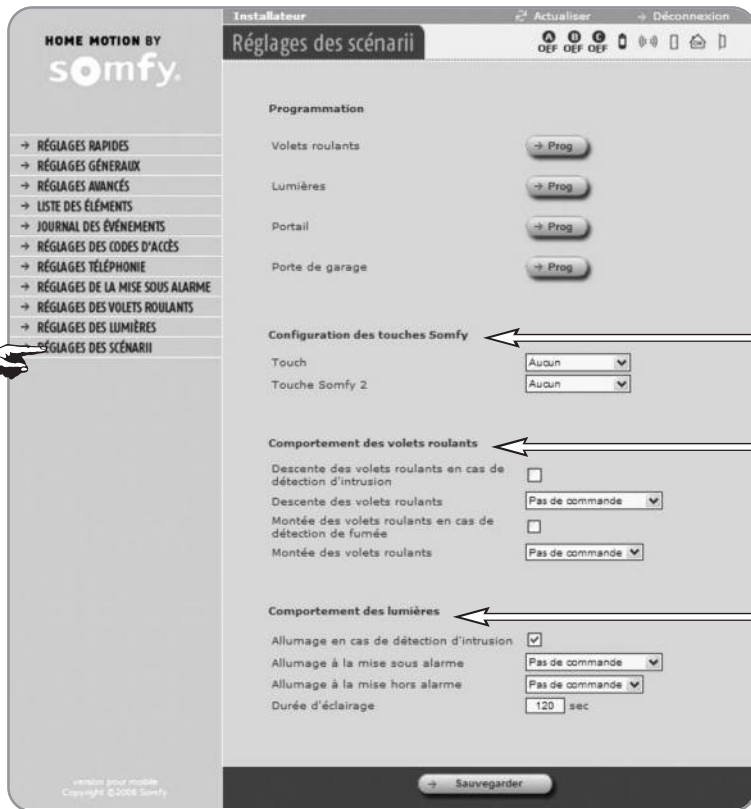 Installateur
Actualiser
Déconnexion
HOME MOTION BY
somfy.
Réglages des scénarii
A B C
OFF OFF OFF
RÉGLAGES RAPIDES
RÉGLAGES GÉNERAUX
RÉGLAGES AVANCÉS
LISTE DES ÉLÉMENTS
JOURNAL DES ÉVÉNEMENTS
RÉGLAGES DES CODES D'ACCÈS
RÉGLAGES TÉLÉPHONIE
RÉGLAGES DE LA MISE SOUS ALARME
RÉGLAGES DES VOLETS ROULANTS
RÉGLAGES DES LUMIÈRES
RÉGLAGES DES SCÉNARII
Programmation
Volets roulants Prog
Lumières Prog
Portail Prog
Porte de garage Prog
Configuration des touches Somfy
Touch Aucun
Touche Somfy 2 Aucun
Comportement des volets roulants
Descente des volets roulants en cas de
détection d'intrusion
Descente des volets roulants Pas de commande
Montée des volets roulants en cas de
détection de fumée
Montée des volets roulants Pas de commande
Comportement des lumières
Allumage en cas de détection d'intrusion
Allumage à la mise sous alarme Pas de commande
Allumage à la mise hors alarme Pas de commande
Durée d'éclairage 120 sec
version pour mobile
Copyright ©2008 Somfy
Sauvegarder